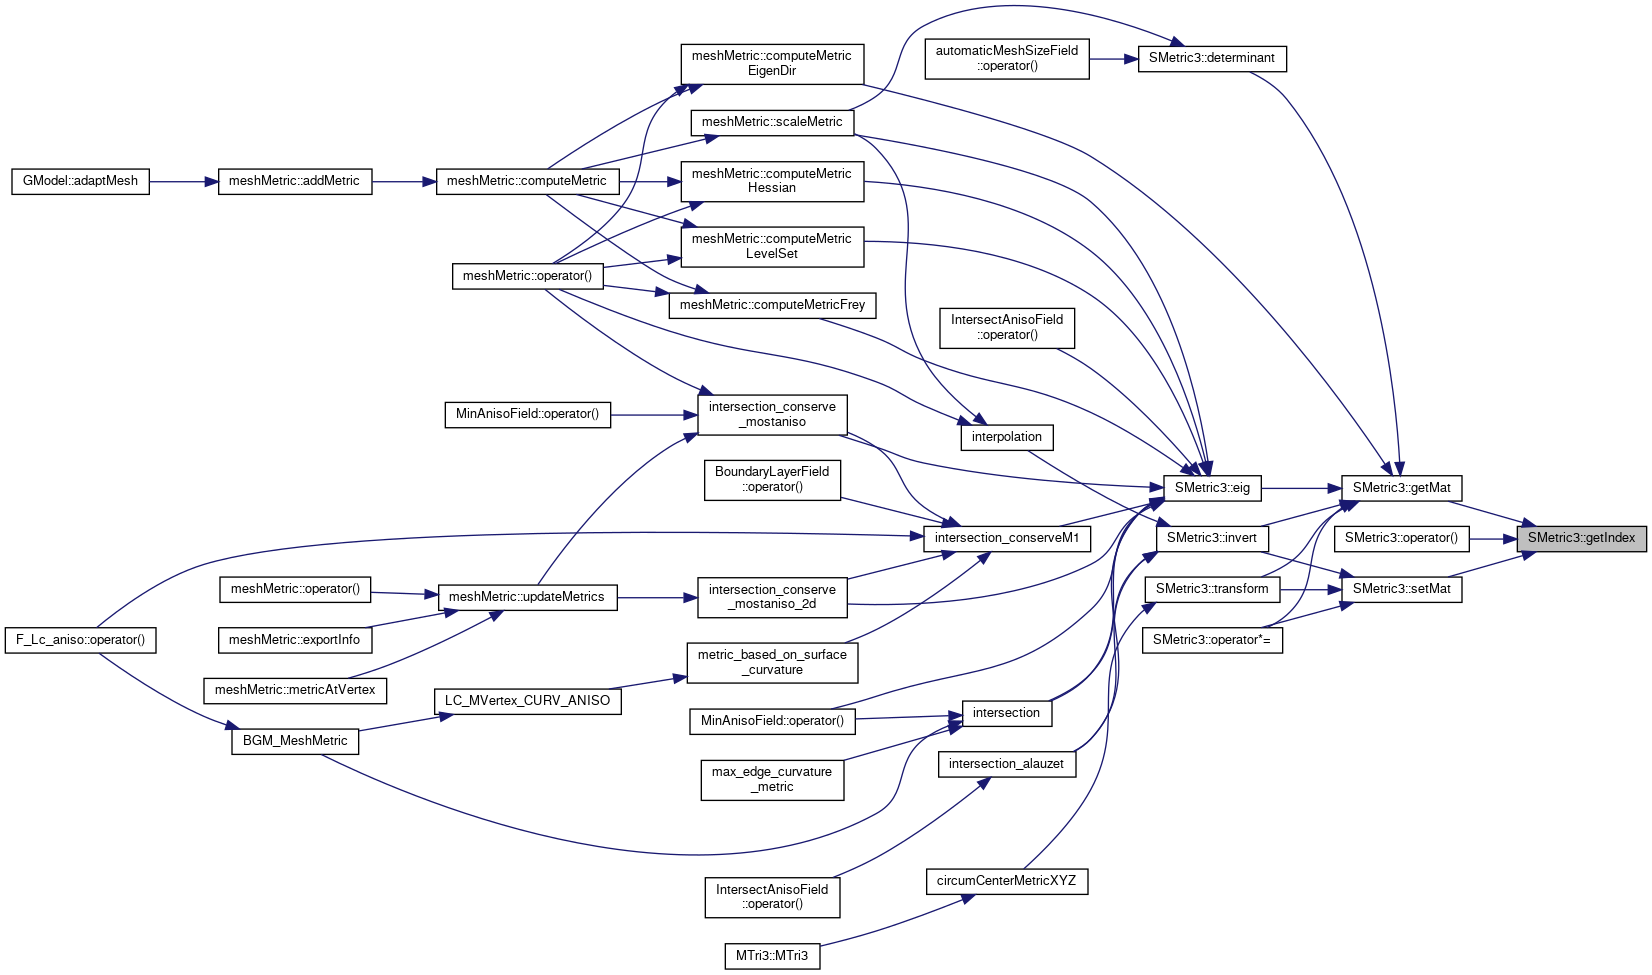 meshMetric::computeMetric
EigenDir
automaticMeshSizeField
::operator()
SMetric3::determinant
meshMetric::scaleMetric
GModel::adaptMesh
meshMetric::addMetric
meshMetric::computeMetric
meshMetric::computeMetric
Hessian
meshMetric::computeMetric
LevelSet
meshMetric::operator()
meshMetric::computeMetricFrey
IntersectAnisoField
::operator()
MinAnisoField::operator()
intersection_conserve
_mostaniso
interpolation
BoundaryLayerField
::operator()
SMetric3::eig
SMetric3::getMat
intersection_conserveM1
SMetric3::invert
SMetric3::operator()
SMetric3::getIndex
meshMetric::operator()
meshMetric::updateMetrics
intersection_conserve
_mostaniso_2d
SMetric3::transform
SMetric3::setMat
F_Lc_aniso::operator()
meshMetric::exportInfo
SMetric3::operator*=
metric_based_on_surface
_curvature
meshMetric::metricAtVertex
LC_MVertex_CURV_ANISO
MinAnisoField::operator()
intersection
BGM_MeshMetric
max_edge_curvature
_metric
intersection_alauzet
IntersectAnisoField
::operator()
circumCenterMetricXYZ
MTri3::MTri3